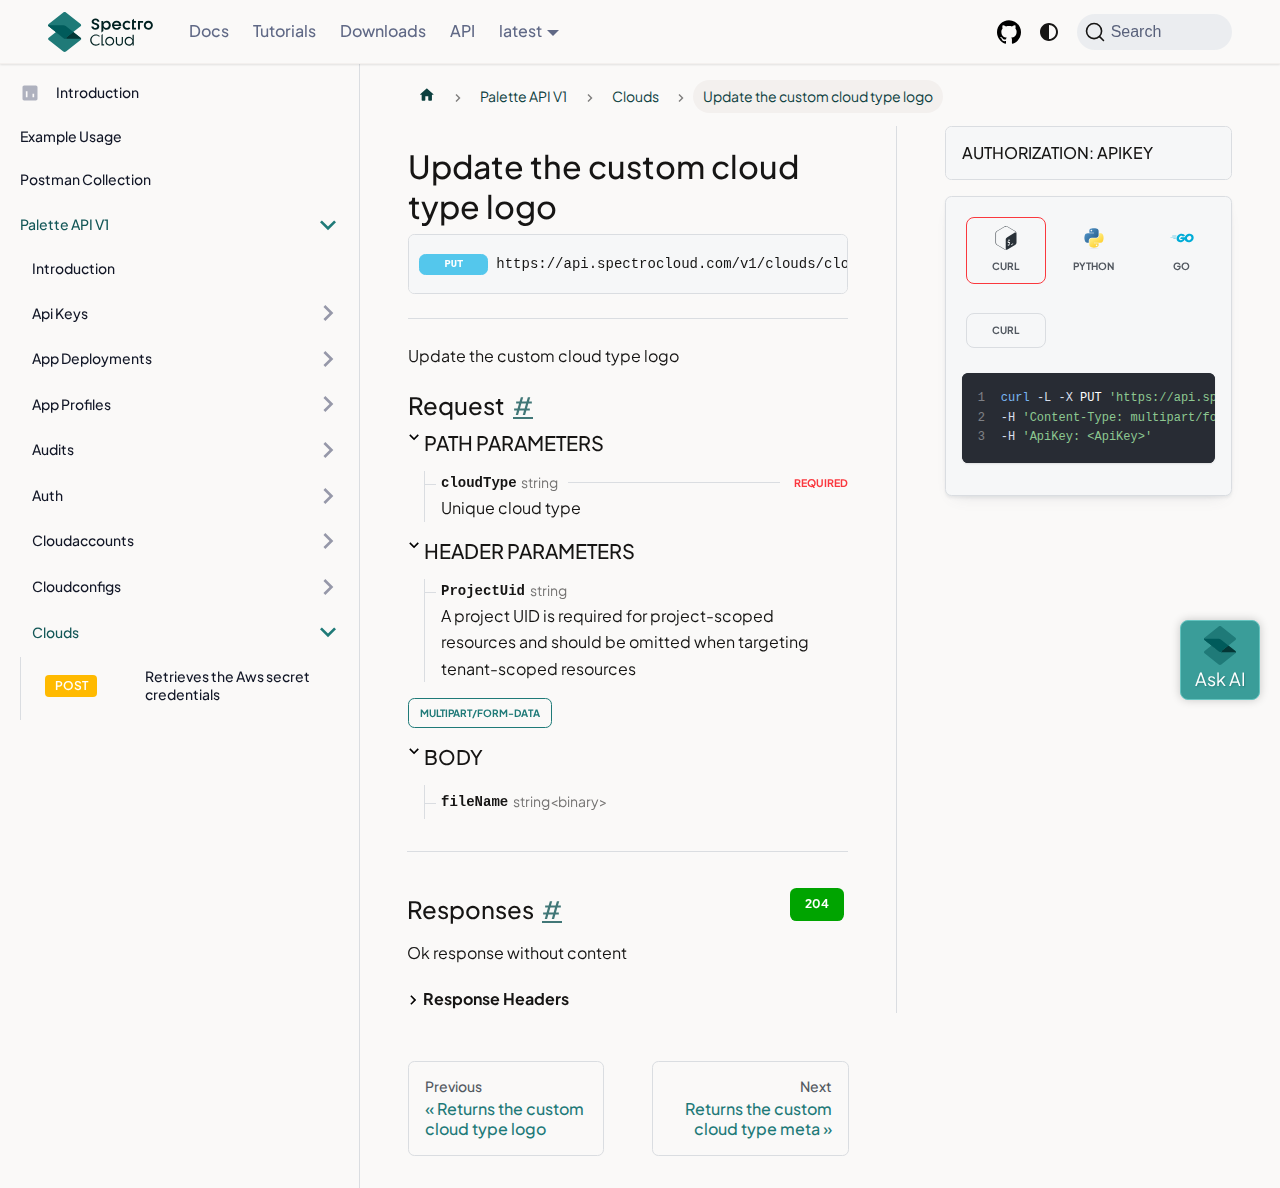 Spectro Cloud
Docs
Tutorials
Downloads
API
latest
Search
Introduction
Example Usage
Postman Collection
Palette API V1
Introduction
Api Keys
App Deployments
App Profiles
Audits
Auth
Cloudaccounts
Cloudconfigs
Clouds
POST
Retrieves the Aws secret
credentials
Palette API V1
Clouds
Update the custom cloud type logo
Update the custom cloud
type logo
PUT https://api.spectrocloud.com/v1/clouds/clo
Update the custom cloud type logo
Request #
PATH PARAMETERS
cloudType string REQUIRED
Unique cloud type
HEADER PARAMETERS
ProjectUid string
A project UID is required for project-scoped
resources and should be omitted when targeting
tenant-scoped resources
MULTIPART/FORM-DATA
BODY
fileName string<binary>
Responses #
204
Ok response without content
Response Headers
Previous
« Returns the custom
cloud type logo
Next
Returns the custom
cloud type meta »
AUTHORIZATION: APIKEY
CURL
PYTHON
GO
CURL
1 curl -L -X PUT 'https://api.sp
2 -H 'Content-Type: multipart/fo
3 -H 'ApiKey: <ApiKey>'
Ask AI